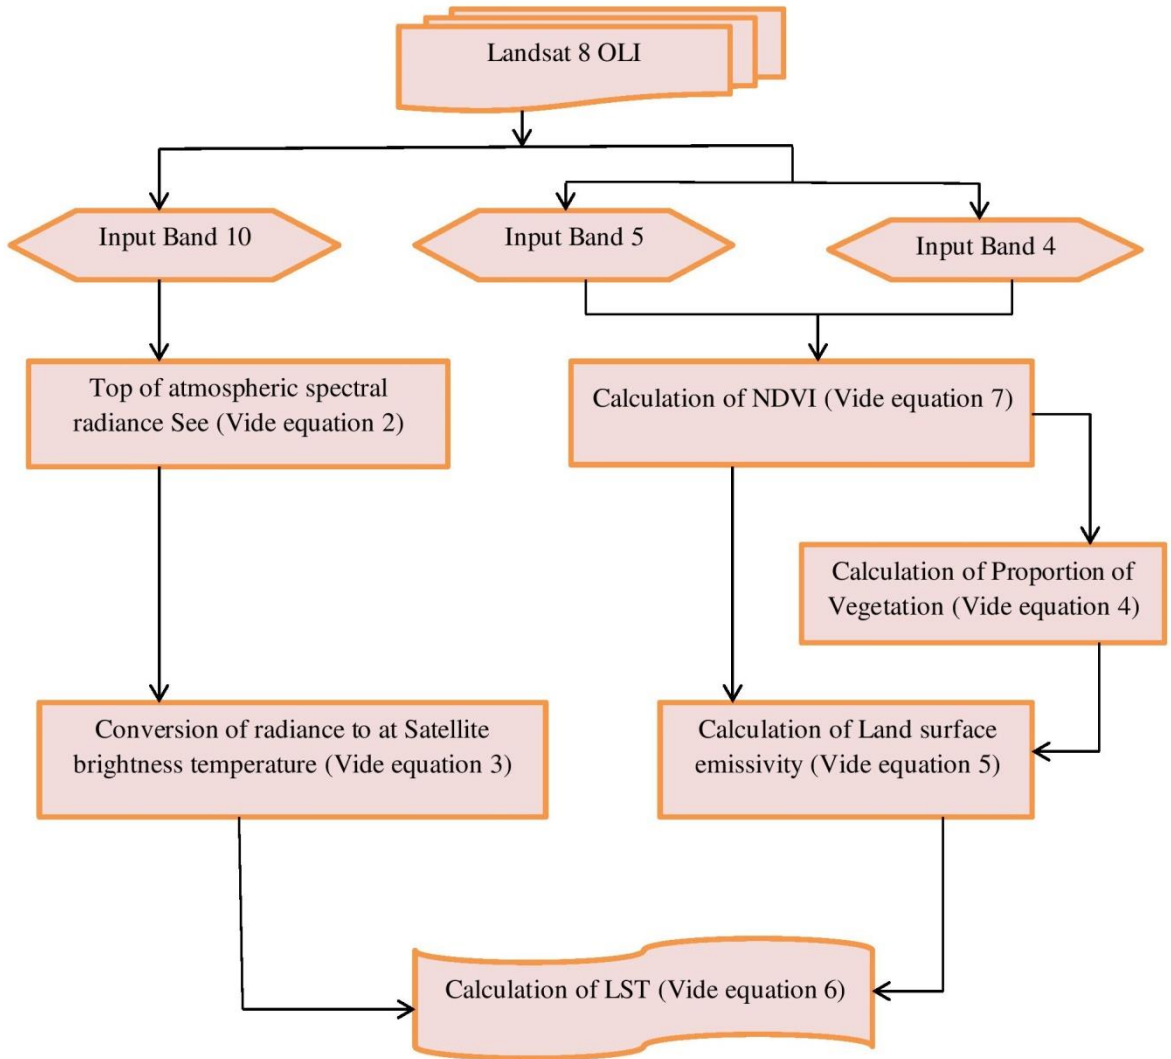 Landsat 8 OLI
Input Band 10
Input Band 5
Input Band 4
Top of atmospheric spectral
radiance See (Vide equation 2)
Calculation of NDVI (Vide equation 7)
Calculation of Proportion of
Vegetation (Vide equation 4)
Conversion of radiance to at Satellite
brightness temperature (Vide equation 3)
Calculation of Land surface
emissivity (Vide equation 5)
Calculation of LST (Vide equation 6)